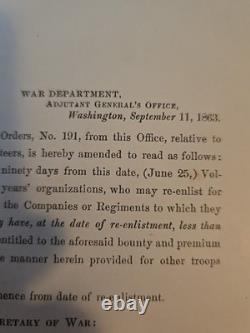 WAR DEPARTMENT,
ADJUTANT GENERAL'S OFFICE,
Washington, September 11, 1863.
Orders, No. 191, from this Office, relative to
teers, is hereby amended to read as follows:
ninety days from this date, (June 25,) Vol-
years' organizations, who may re-enlist for
the Companies or Regiments to which they
y have, at the date of re-enlistment, less than
entitled to the aforesaid bounty and premium
e manner herein provided for other troops
mence from date of re-enlistment.
RETARY OF WAR:
ebay